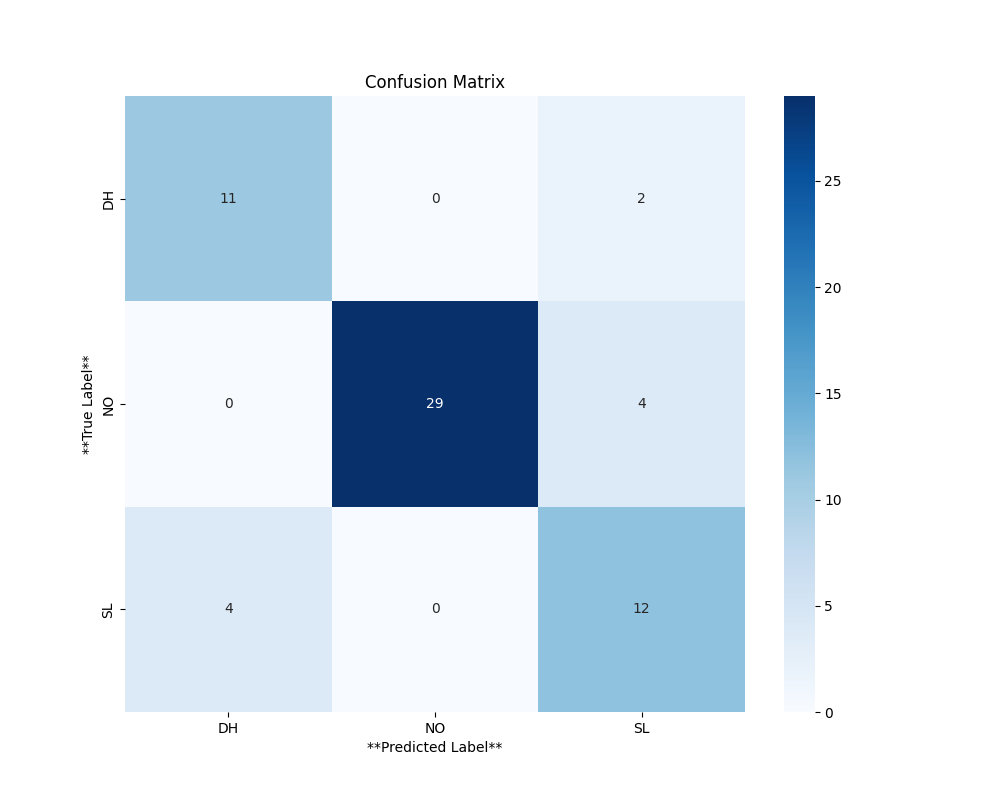 Confusion Matrix
DH
11
0
2
NO
0
29
4
SL
4
0
12
**True Label**
DH
NO
SL
**Predicted Label**
25
20
15
10
5
0